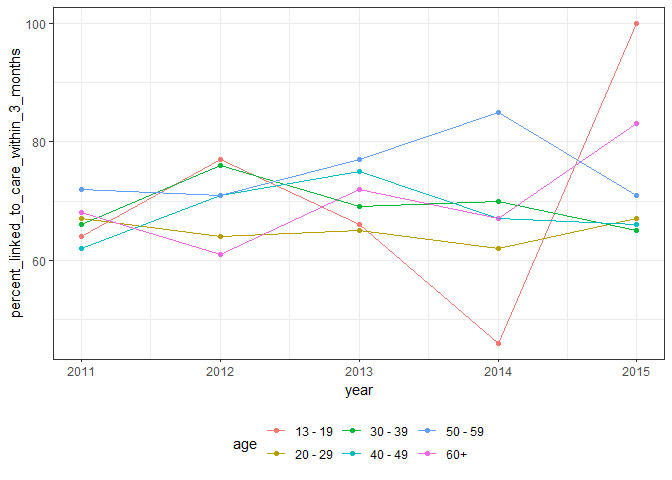 percent_linked_to_care_within_3_months
100
80
60
2011 2012 2013 2014 2015
year
age
13 - 19 30 - 39 50 - 59
20 - 29 40 - 49 60+